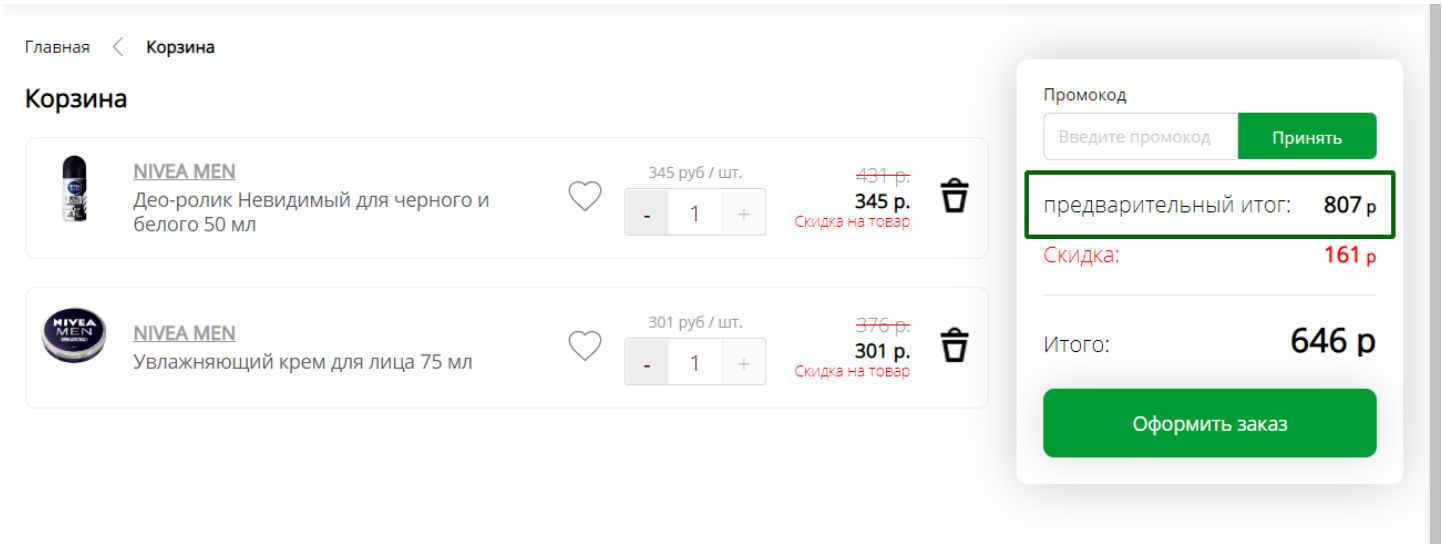 Главная < Корзина
Корзина
NIVEA MEN
Део-ролик Невидимый для черного и
белого 50 мл
345 руб / шт.
- 1 +
431 р.
345 р.
Скидка на товар
NIVEA
MEN
NIVEA MEN
Увлажняющий крем для лица 75 мл
301 руб / шт.
- 1 +
376 р.
301 р.
Скидка на товар
Промокод
Введите промокод Принять
предварительный итог: 807 р
Скидка: 161 р
Итого: 646 р
Оформить заказ